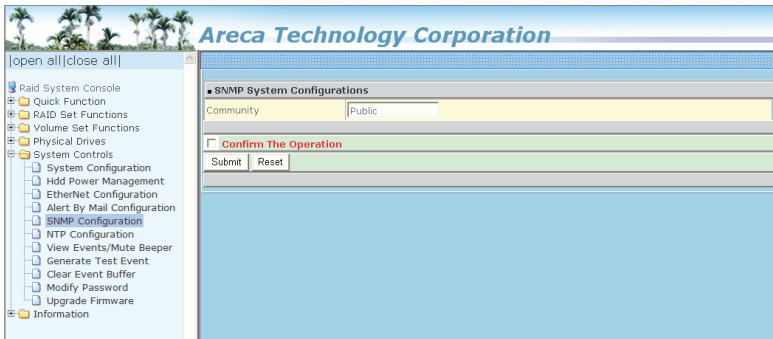 Areca Technology Corporation
|open all|close all|
Raid System Console
Quick Function
RAID Set Functions
Volume Set Functions
Physical Drives
System Controls
System Configuration
Hdd Power Management
EtherNet Configuration
Alert By Mail Configuration
SNMP Configuration
NTP Configuration
View Events/Mute Beeper
Generate Test Event
Clear Event Buffer
Modify Password
Upgrade Firmware
Information
SNMP System Configurations
Community Public
Confirm The Operation
Submit Reset